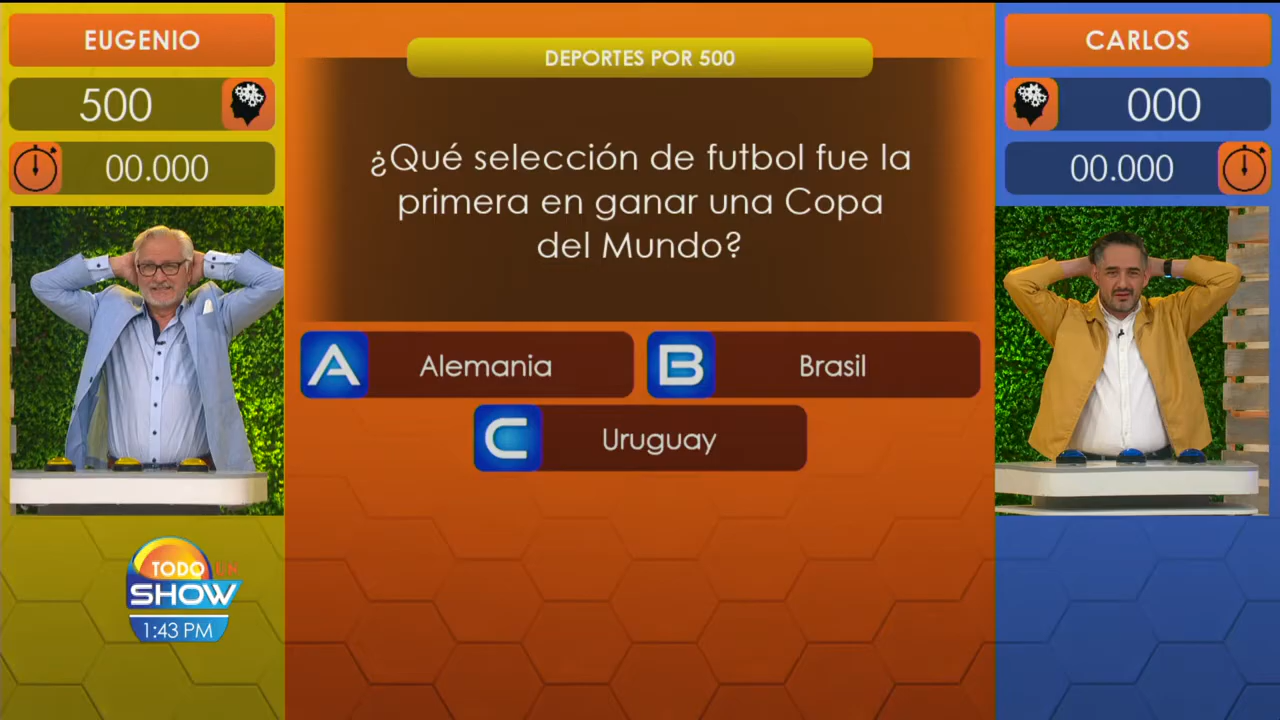 EUGENIO
500
00.000
DEPORTES POR 500
¿Qué selección de futbol fue la
primera en ganar una Copa
del Mundo?
A Alemania
B Brasil
C Uruguay
CARLOS
000
00.000
TODO UN
SHOW
1:43 PM